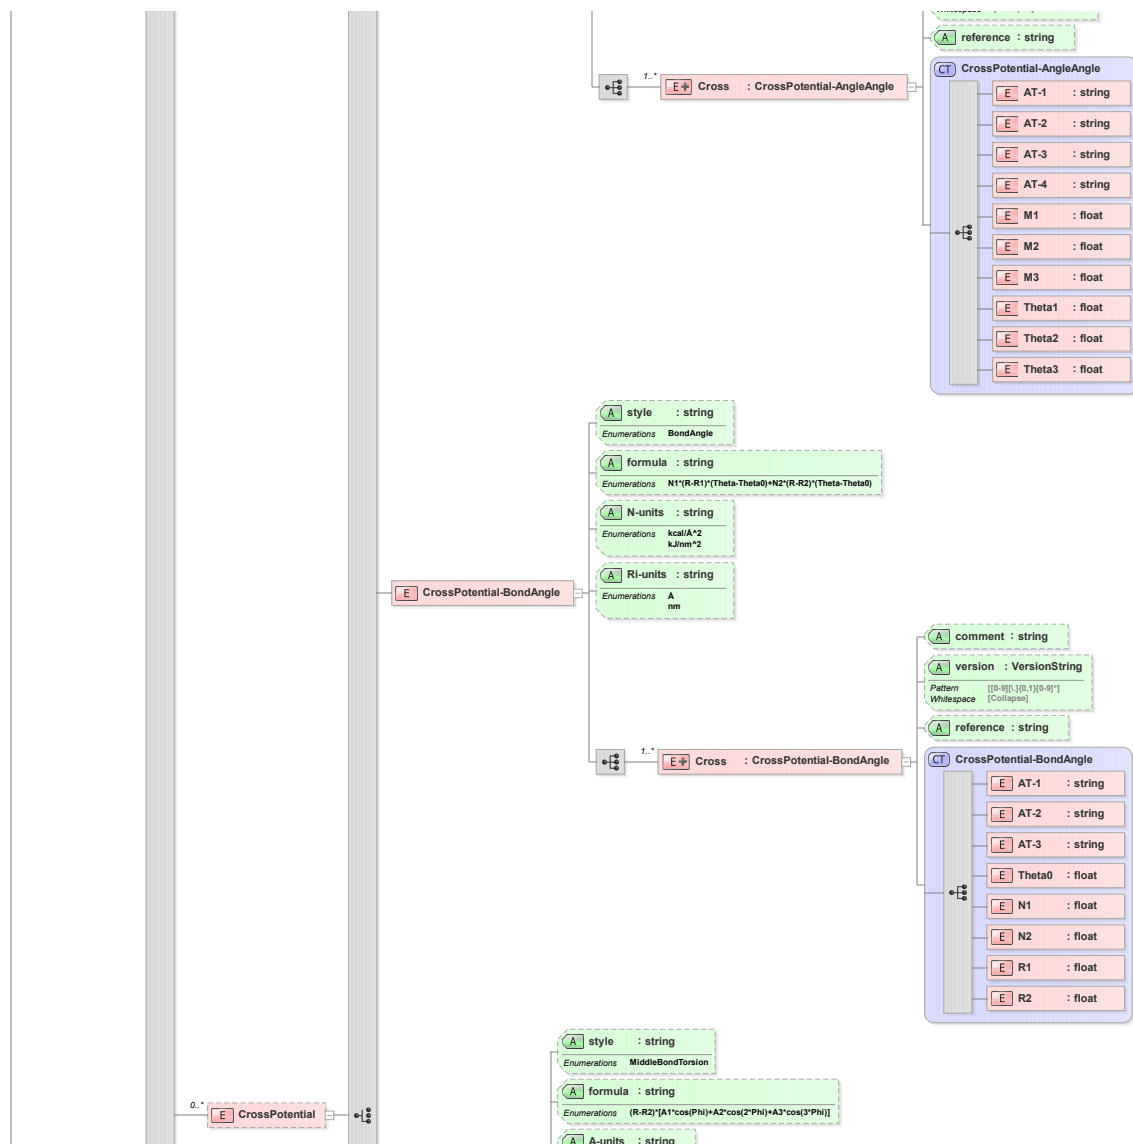 A reference : string
CT CrossPotential-AngleAngle
1..* E Cross : CrossPotential-AngleAngle
E AT-1 : string
E AT-2 : string
E AT-3 : string
E AT-4 : string
E M1 : float
E M2 : float
E M3 : float
E Theta1 : float
E Theta2 : float
E Theta3 : float
A style : string
Enumerations BondAngle
A formula : string
Enumerations N1*(R-R1)*(Theta-Theta0)+N2*(R-R2)*(Theta-Theta0)
A N-units : string
Enumerations kcal/Å^2
kJ/nm^2
A Ri-units : string
Enumerations Å
nm
E CrossPotential-BondAngle
A comment : string
A version : VersionString
Pattern [[0-9][\.]{0,1}[0-9]*]
Whitespace [Collapse]
A reference : string
1..* E Cross : CrossPotential-BondAngle
CT CrossPotential-BondAngle
E AT-1 : string
E AT-2 : string
E AT-3 : string
E Theta0 : float
E N1 : float
E N2 : float
E R1 : float
E R2 : float
A style : string
Enumerations MiddleBondTorsion
A formula : string
Enumerations (R-R2)*[A1*cos(Phi)+A2*cos(2*Phi)+A3*cos(3*Phi)]
0..* E CrossPotential
A A-units : string